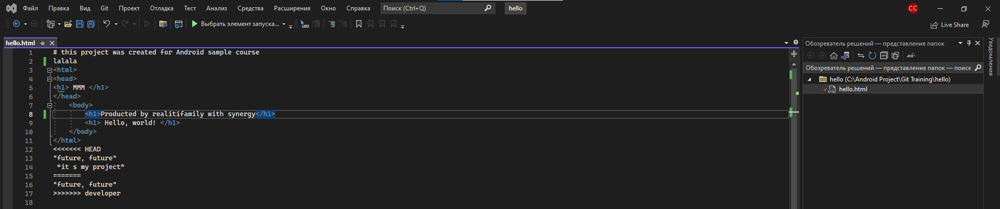 Файл Правка Вид Git Проект Отладка Тест Анализ Средства Расширения Окно Справка Поиск (Ctrl+Q) hello CC
Выбрать элемент запуска... Live Share
hello.html
Обозреватель решений — представление папок
Уведомления
Обозреватель решений — представление папок — поиск
hello (C:\Android Project\Git Training\hello)
hello.html
1 # this project was created for Android sample course
2 lalala
3 <html>
4 <head>
5 <h1> MMM </h1>
6 </head>
7 <body>
8 <h1>Producted by realitifamily with synergy</h1>
9 <h1> Hello, world! </h1>
10 </body>
11 </html>
12 <<<<<<< HEAD
13 "future, future"
14 “it s my project”
15 =======
16 "future, future"
17 >>>>>>> developer
18